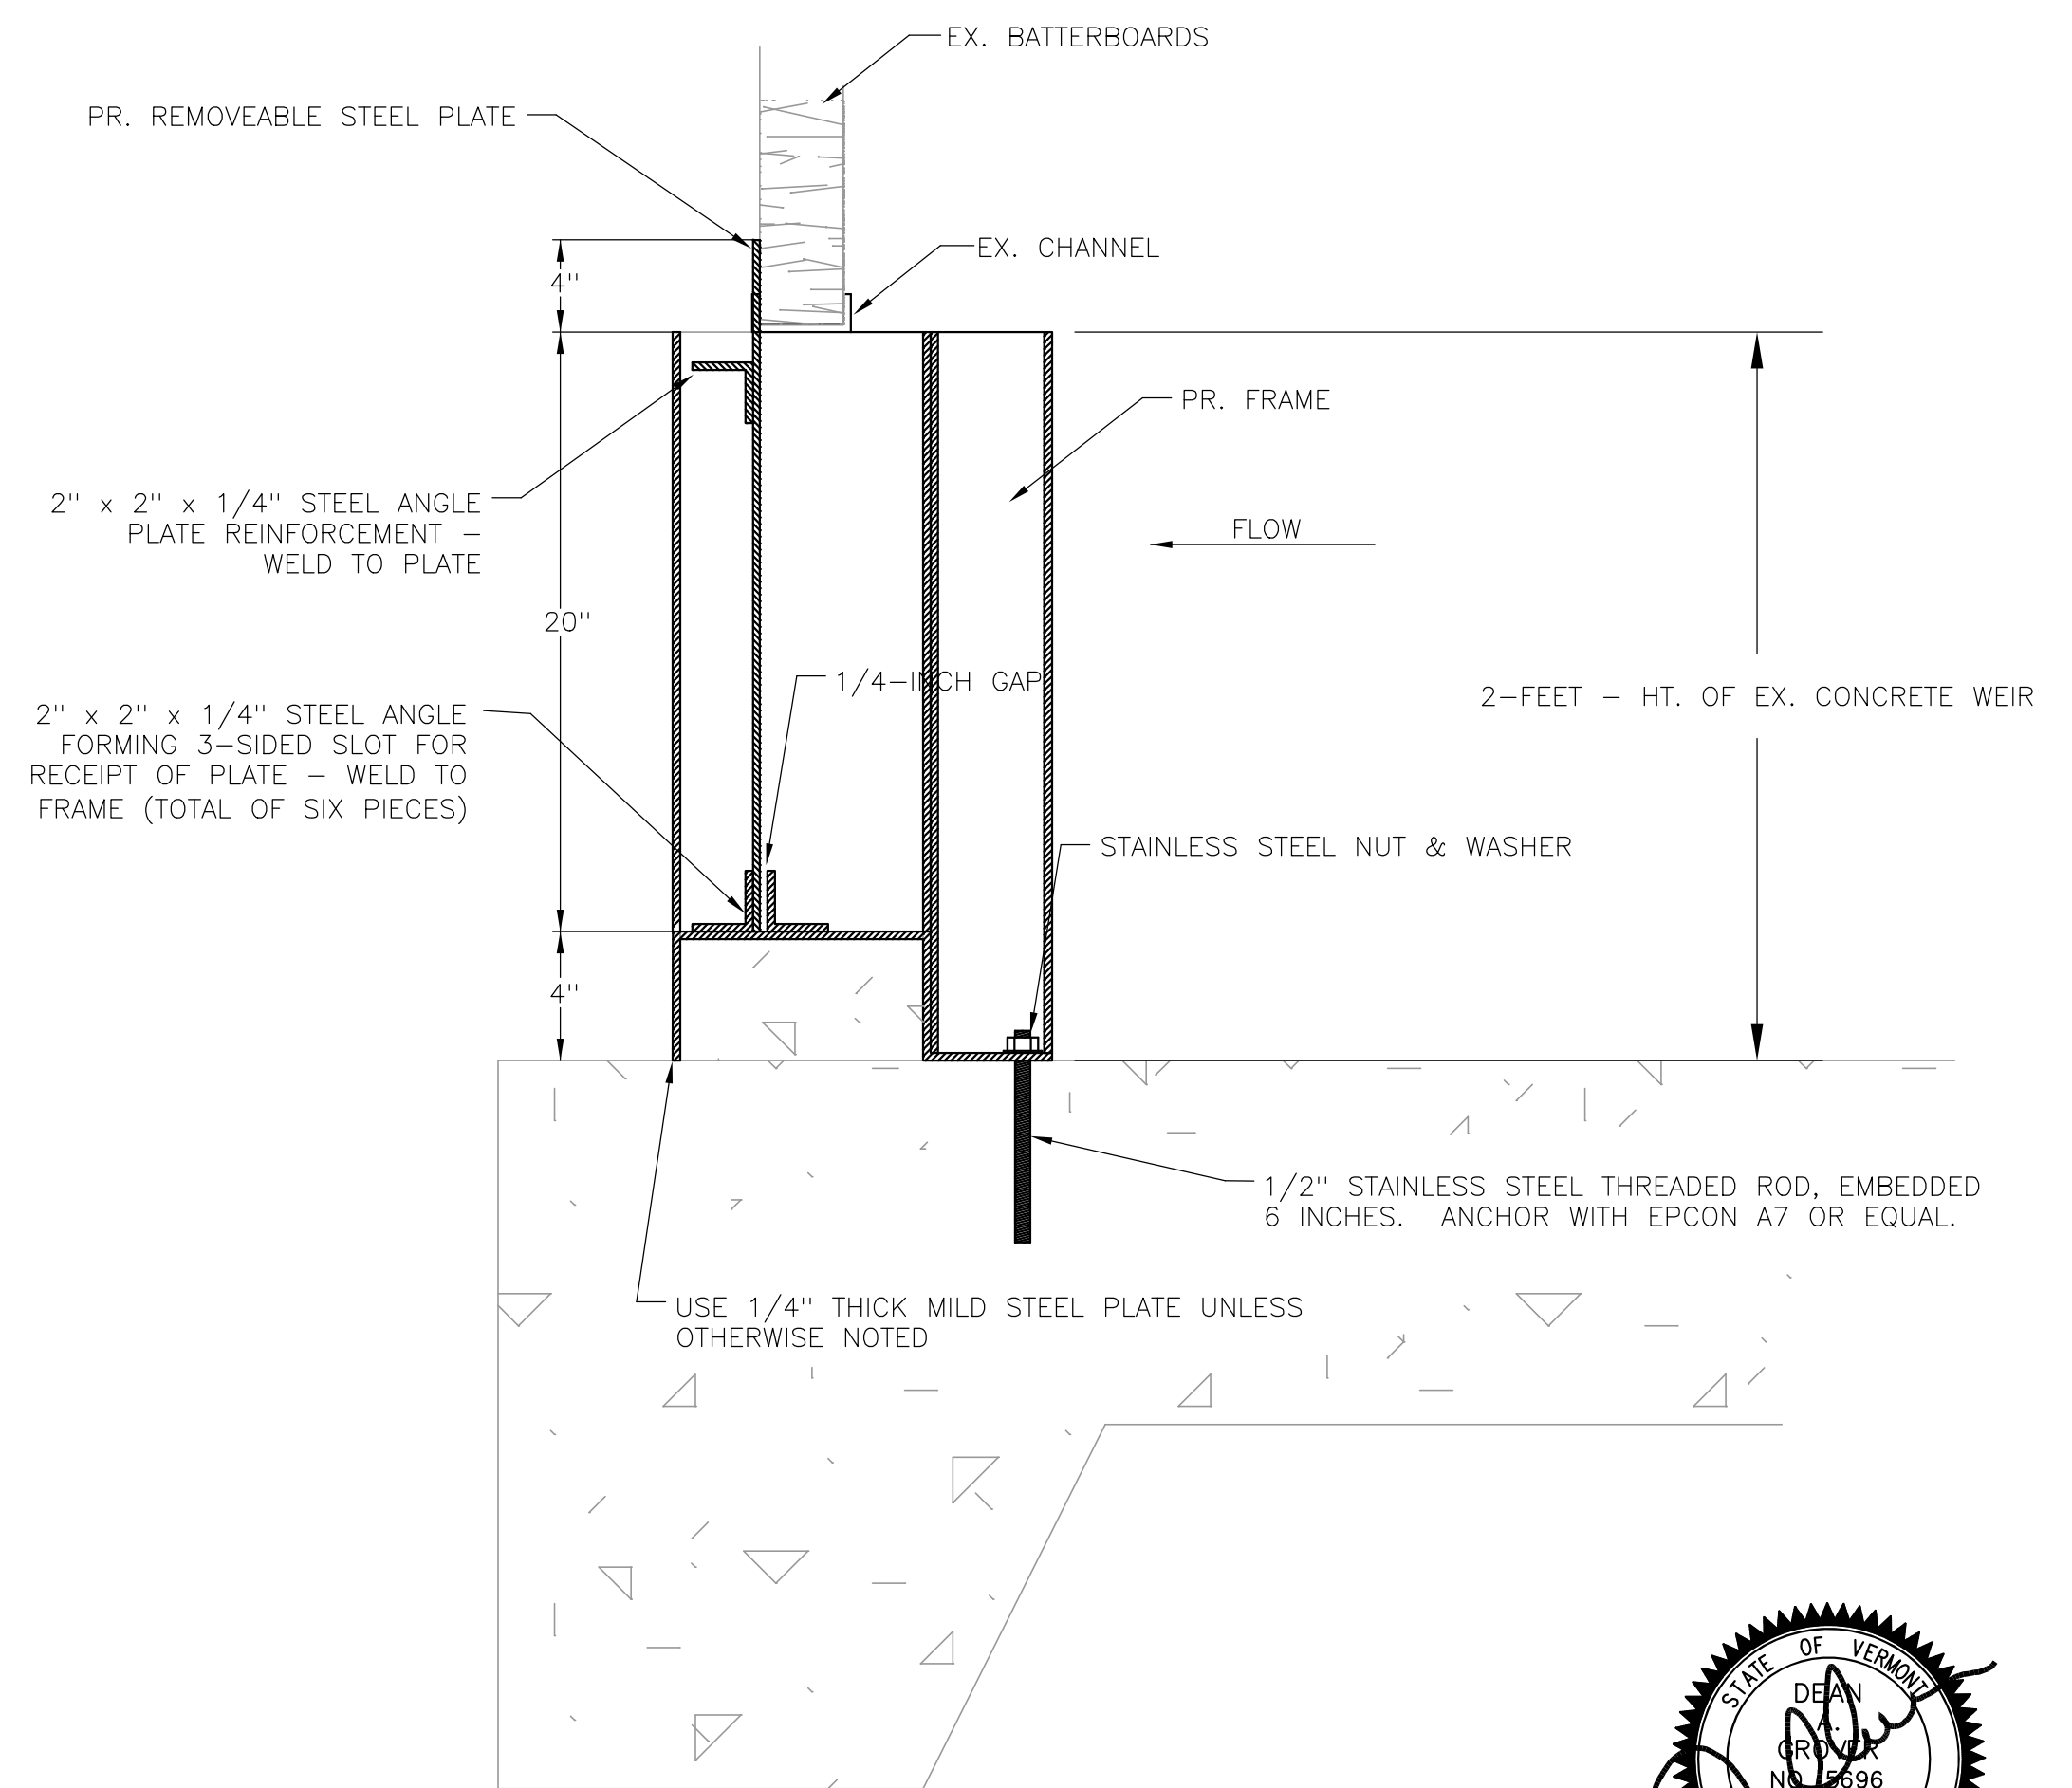 EX. BATTERBOARDS
PR. REMOVEABLE STEEL PLATE
EX. CHANNEL
4"
PR. FRAME
2" x 2" x 1/4" STEEL ANGLE
PLATE REINFORCEMENT –
WELD TO PLATE
FLOW
20"
1/4-INCH GAP
2-FEET – HT. OF EX. CONCRETE WEIR
2" x 2" x 1/4" STEEL ANGLE
FORMING 3-SIDED SLOT FOR
RECEIPT OF PLATE – WELD TO
FRAME (TOTAL OF SIX PIECES)
STAINLESS STEEL NUT & WASHER
4"
1/2" STAINLESS STEEL THREADED ROD, EMBEDDED
6 INCHES. ANCHOR WITH EPCON A7 OR EQUAL.
USE 1/4" THICK MILD STEEL PLATE UNLESS
OTHERWISE NOTED
STATE OF VERMONT
DEAN
A.
GROVER
NO. 5696